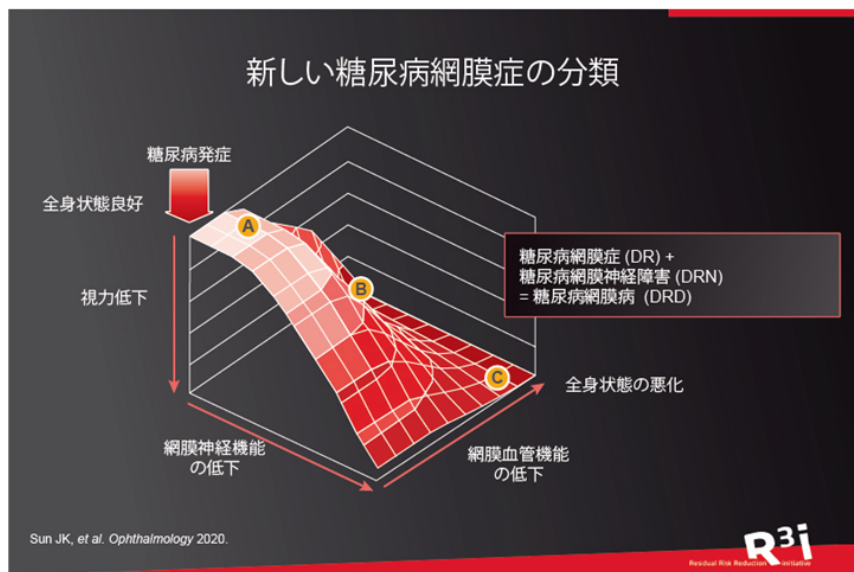 新しい糖尿病網膜症の分類
糖尿病発症
全身状態良好
A
視力低下
B
糖尿病網膜症 (DR) +
糖尿病網膜神経障害 (DRN)
= 糖尿病網膜病 (DRD)
C
全身状態の悪化
網膜神経機能
の低下
網膜血管機能
の低下
Sun JK, et al. Ophthalmology 2020.
R3i
Residual Risk Reduction initiative